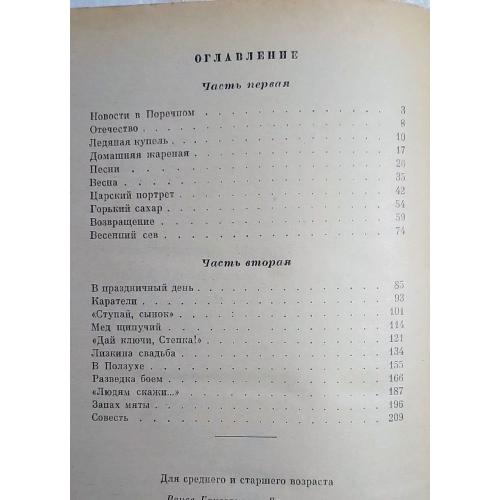 ОГЛАВЛЕНИЕ
Часть первая
Новости в Поречном . . . . . . . . . . 3
Отечество . . . . . . . . . . 8
Ледяная купель . . . . . . . . . . 10
Домашняя жареная . . . . . . . . . . 17
Песни . . . . . . . . . . 26
Весна . . . . . . . . . . 35
Царский портрет . . . . . . . . . . 42
Горький сахар . . . . . . . . . . 54
Возвращение . . . . . . . . . . 59
Весенний сев . . . . . . . . . . 74
Часть вторая
В праздничный день . . . . . . . . . . 85
Каратели . . . . . . . . . . 93
«Ступай, сынок» . . . . . . . . . . 101
Мед щипучий . . . . . . . . . . 114
«Дай ключи, Степка!» . . . . . . . . . . 121
Лизкина свадьба . . . . . . . . . . 134
В Ползухе . . . . . . . . . . 155
Разведка боем . . . . . . . . . . 166
«Людям скажи...» . . . . . . . . . . 187
Запах мяты . . . . . . . . . . 196
Совесть . . . . . . . . . . 209
Для среднего и старшего возраста